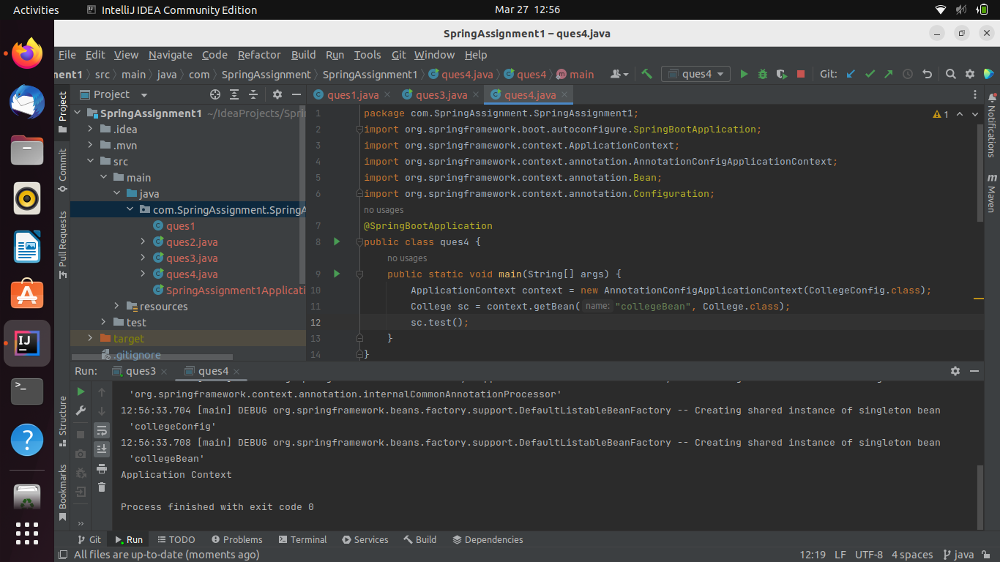 Activities IntelliJ IDEA Community Edition Mar 27 12:56
SpringAssignment1 – ques4.java
File Edit View Navigate Code Refactor Build Run Tools Git Window Help
nent1 src main java com SpringAssignment SpringAssignment1 ques4.java ques4 main ques4 Git:
Project ques1.java ques3.java ques4.java
Project
Commit
Pull Requests
Structure
Bookmarks
SpringAssignment1 ~/IdeaProjects/Spri
.idea
.mvn
src
main
java
com.SpringAssignment.SpringA
ques1
ques2.java
ques3.java
ques4.java
SpringAssignment1Applicati
resources
test
target
.gitignore
1 package com.SpringAssignment.SpringAssignment1;
2 import org.springframework.boot.autoconfigure.SpringBootApplication;
3 import org.springframework.context.ApplicationContext;
4 import org.springframework.context.annotation.AnnotationConfigApplicationContext;
5 import org.springframework.context.annotation.Bean;
6 import org.springframework.context.annotation.Configuration;
no usages
7 @SpringBootApplication
8 public class ques4 {
no usages
9 public static void main(String[] args) {
10 ApplicationContext context = new AnnotationConfigApplicationContext(CollegeConfig.class);
11 College sc = context.getBean( name: "collegeBean", College.class);
12 sc.test();
13 }
14 }
1
Notifications
m Maven
Run: ques3 ques4
'org.springframework.context.annotation.internalCommonAnnotationProcessor'
12:56:33.704 [main] DEBUG org.springframework.beans.factory.support.DefaultListableBeanFactory -- Creating shared instance of singleton bean
'collegeConfig'
12:56:33.708 [main] DEBUG org.springframework.beans.factory.support.DefaultListableBeanFactory -- Creating shared instance of singleton bean
'collegeBean'
Application Context
Process finished with exit code 0
Git Run TODO Problems Terminal Services Build Dependencies
All files are up-to-date (moments ago) 12:19 LF UTF-8 4 spaces java